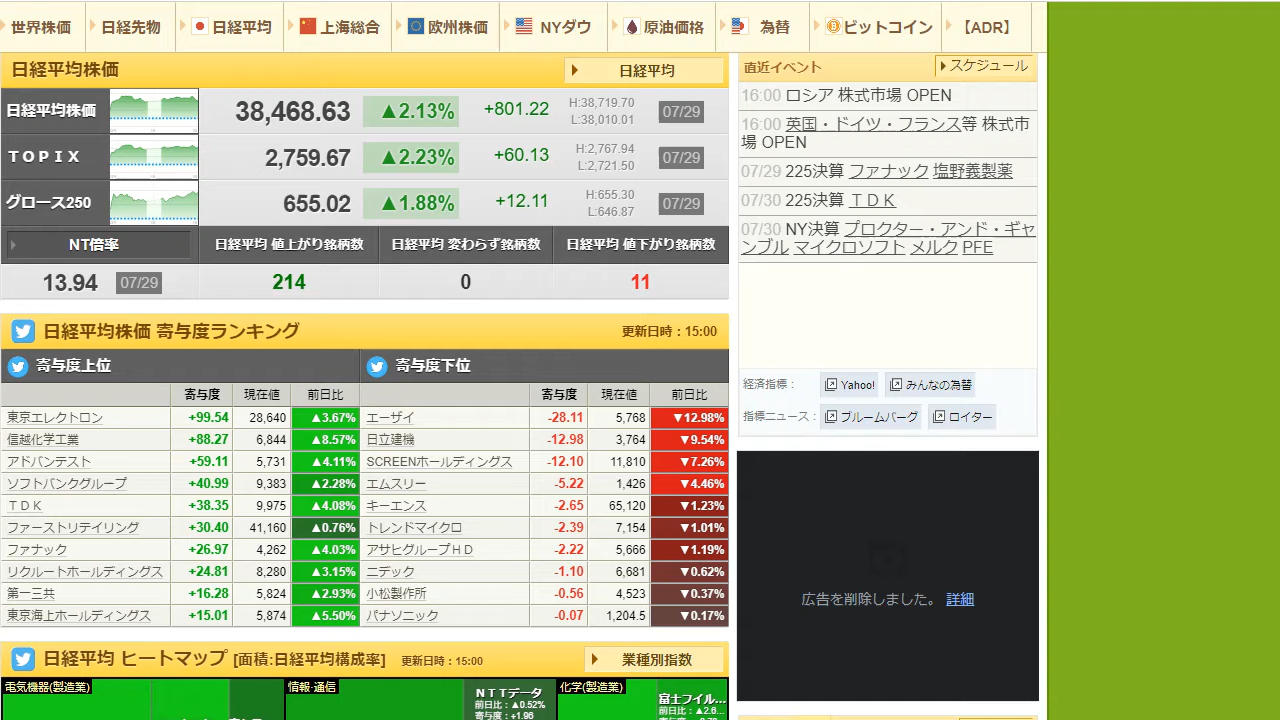 世界株価 日経先物 日経平均 上海総合 欧州株価 NYダウ 原油価格 為替 ビットコイン 【ADR】
日経平均株価 日経平均
日経平均株価 38,468.63 ▲2.13% +801.22 H:38,719.70 L:38,010.01 07/29
ＴＯＰＩＸ 2,759.67 ▲2.23% +60.13 H:2,767.94 L:2,721.50 07/29
グロース250 655.02 ▲1.88% +12.11 H:655.30 L:646.87 07/29
NT倍率 日経平均 値上がり銘柄数 日経平均 変わらず銘柄数 日経平均 値下がり銘柄数
13.94 07/29 214 0 11
日経平均株価 寄与度ランキング 更新日時：15:00
寄与度上位 寄与度下位
寄与度 現在値 前日比 寄与度 現在値 前日比
東京エレクトロン +99.54 28,640 ▲3.67% エーザイ -28.11 5,768 ▼12.98%
信越化学工業 +88.27 6,844 ▲8.57% 日立建機 -12.98 3,764 ▼9.54%
アドバンテスト +59.11 5,731 ▲4.11% SCREENホールディングス -12.10 11,810 ▼7.26%
ソフトバンクグループ +40.99 9,383 ▲2.28% エムスリー -5.22 1,426 ▼4.46%
ＴＤＫ +38.35 9,975 ▲4.08% キーエンス -2.65 65,120 ▼1.23%
ファーストリテイリング +30.40 41,160 ▲0.76% トレンドマイクロ -2.39 7,154 ▼1.01%
ファナック +26.97 4,262 ▲4.03% アサヒグループＨＤ -2.22 5,666 ▼1.19%
リクルートホールディングス +24.81 8,280 ▲3.15% ニデック -1.10 6,681 ▼0.62%
第一三共 +16.28 5,824 ▲2.93% 小松製作所 -0.56 4,523 ▼0.37%
東京海上ホールディングス +15.01 5,874 ▲5.50% パナソニック -0.07 1,204.5 ▼0.17%
日経平均 ヒートマップ [面積:日経平均構成率] 更新日時：15:00 業種別指数
電気機器(製造業) 情報･通信 化学(製造業)
ＮＴＴデータ
前日比：▲0.52%
寄与度：+1.96
富士フイル...
前日比：▲2.6...
直近イベント スケジュール
16:00 ロシア 株式市場 OPEN
16:00 英国・ドイツ・フランス等 株式市
場 OPEN
07/29 225決算 ファナック 塩野義製薬
07/30 225決算 ＴＤＫ
07/30 NY決算 プロクター・アンド・ギャ
ンブル マイクロソフト メルク PFE
経済指標： Yahoo! みんなの為替
指標ニュース： ブルームバーグ ロイター
広告を削除しました。 詳細